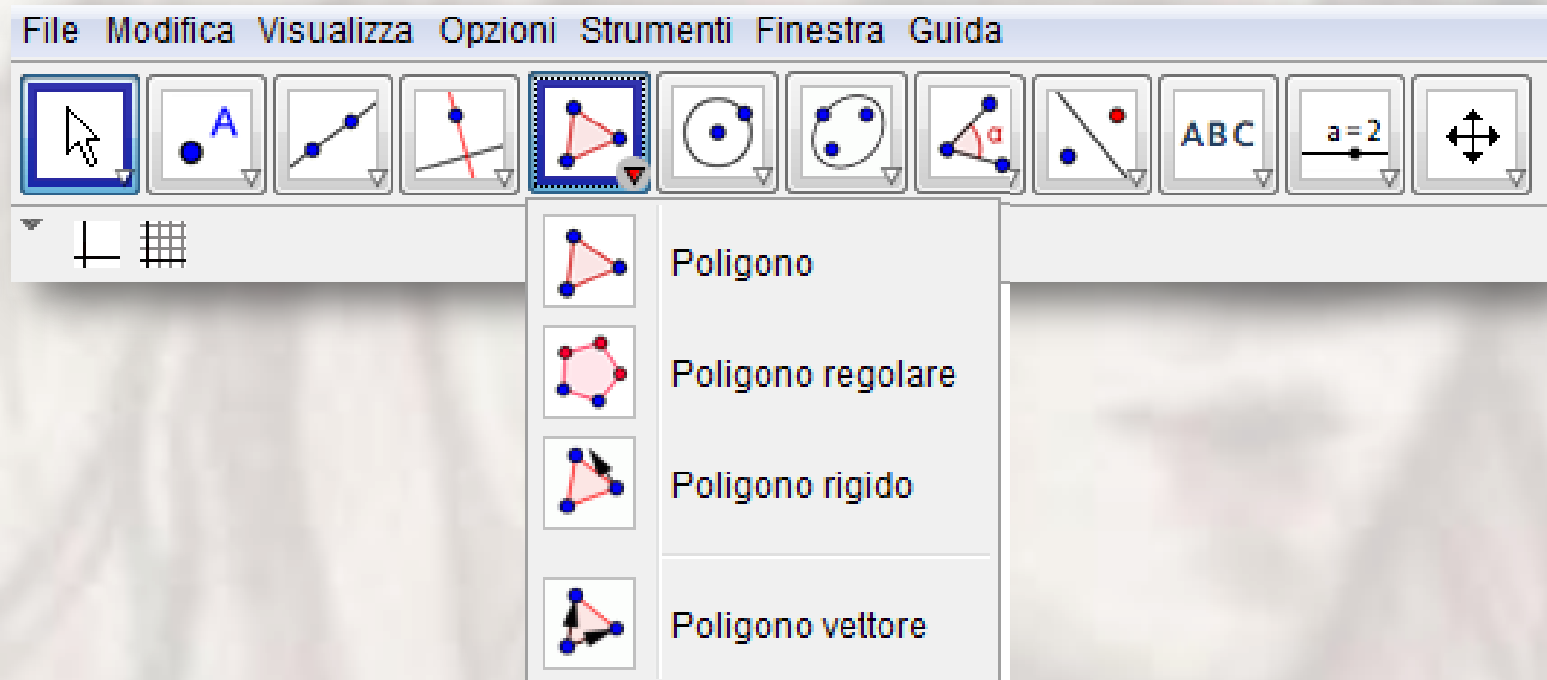 File Modifica Visualizza Opzioni Strumenti Finestra Guida
A α ABC a = 2
Poligono
Poligono regolare
Poligono rigido
Poligono vettore